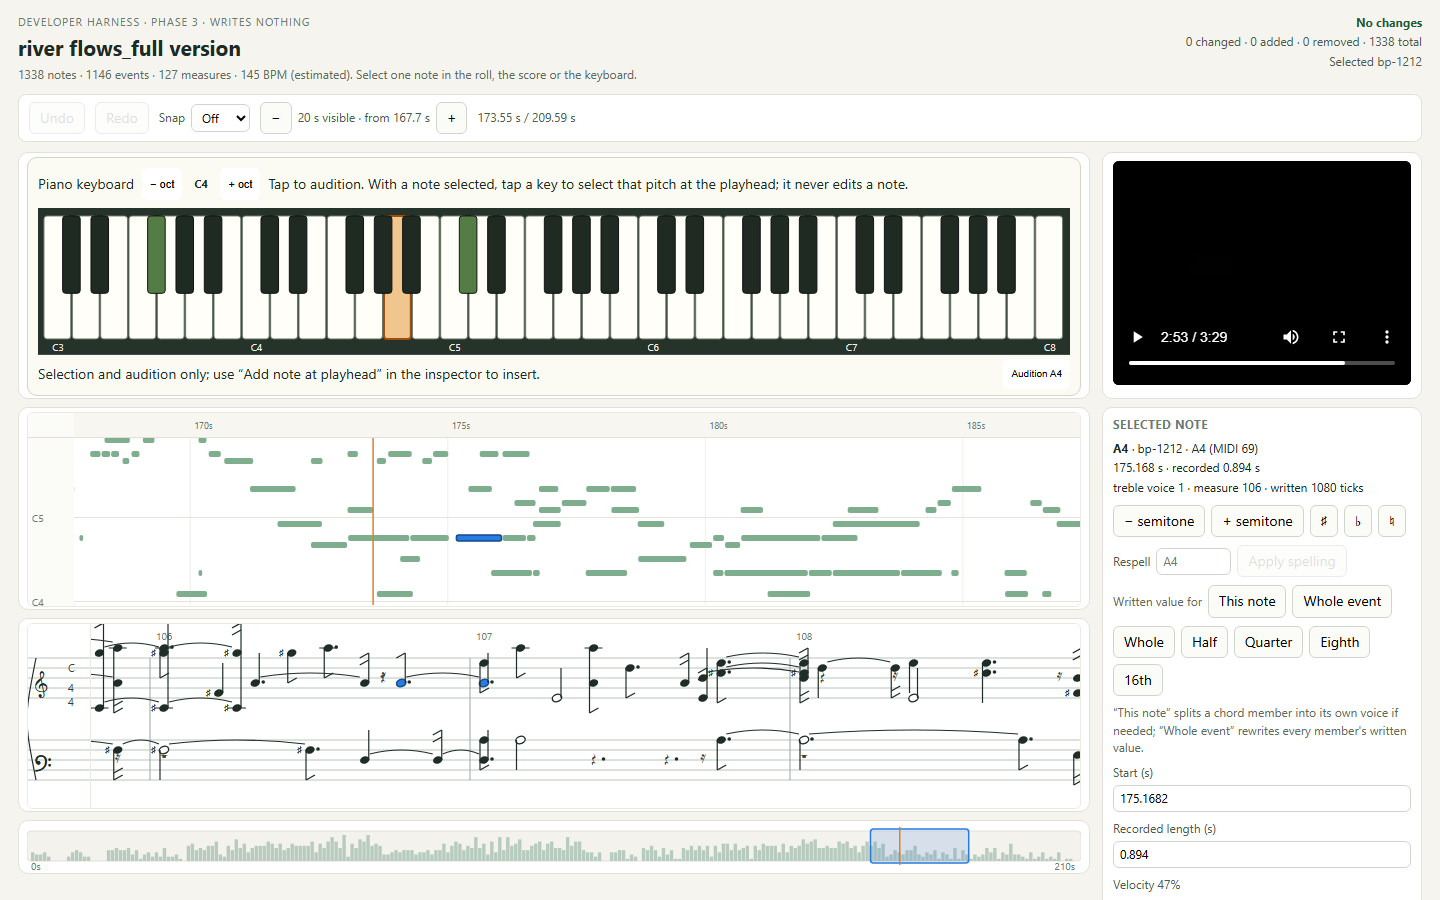 DEVELOPER HARNESS · PHASE 3 · WRITES NOTHING
river flows_full version
1338 notes · 1146 events · 127 measures · 145 BPM (estimated). Select one note in the roll, the score or the keyboard.
No changes
0 changed · 0 added · 0 removed · 1338 total
Selected bp-1212
Undo Redo Snap Off − 20 s visible · from 167.7 s + 173.55 s / 209.59 s
Piano keyboard − oct C4 + oct Tap to audition. With a note selected, tap a key to select that pitch at the playhead; it never edits a note.
C3 C4 C5 C6 C7 C8
Selection and audition only; use “Add note at playhead” in the inspector to insert.
Audition A4
2:53 / 3:29
170s 175s 180s 185s
C5
C4
106 107 108
C
4
4
0s 210s
SELECTED NOTE
A4 · bp-1212 · A4 (MIDI 69)
175.168 s · recorded 0.894 s
treble voice 1 · measure 106 · written 1080 ticks
− semitone + semitone ♯ ♭ ♮
Respell A4 Apply spelling
Written value for This note Whole event
Whole Half Quarter Eighth
16th
“This note” splits a chord member into its own voice if
needed; “Whole event” rewrites every member's written
value.
Start (s)
175.1682
Recorded length (s)
0.894
Velocity 47%